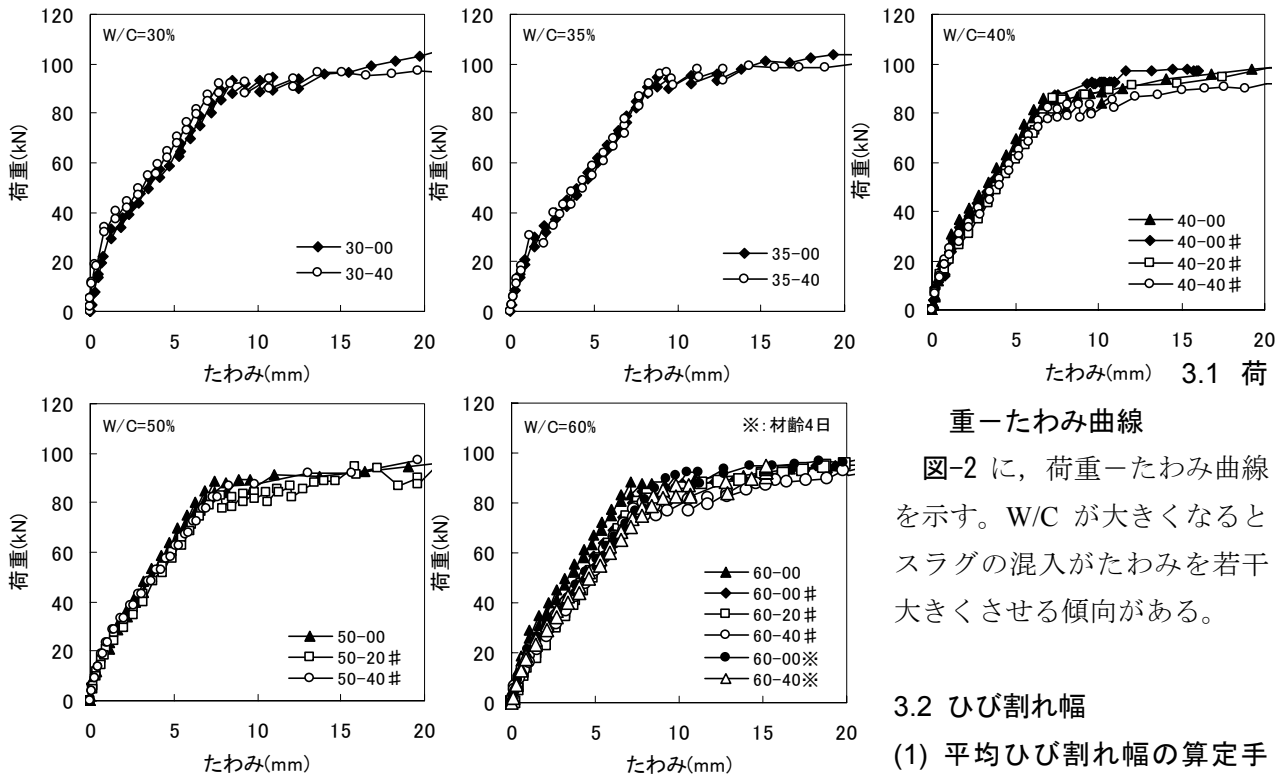 120
100
80
60
40
20
0
荷重(kN)
W/C=30%
30-00
30-40
0 5 10 15 20
たわみ(mm)
120
100
80
60
40
20
0
荷重(kN)
W/C=35%
35-00
35-40
0 5 10 15 20
たわみ(mm)
120
100
80
60
40
20
0
荷重(kN)
W/C=40%
40-00
40-00♯
40-20♯
40-40♯
0 5 10 15 20
たわみ(mm)
120
100
80
60
40
20
0
荷重(kN)
W/C=50%
50-00
50-20♯
50-40♯
0 5 10 15 20
たわみ(mm)
120
100
80
60
40
20
0
荷重(kN)
W/C=60%
※:材齢4日
60-00
60-00♯
60-20♯
60-40♯
60-00※
60-40※
0 5 10 15 20
たわみ(mm)
3.1 荷
重−たわみ曲線
図-2 に,荷重−たわみ曲線
を示す。W/C が大きくなると
スラグの混入がたわみを若干
大きくさせる傾向がある。
3.2 ひび割れ幅
(1) 平均ひび割れ幅の算定手